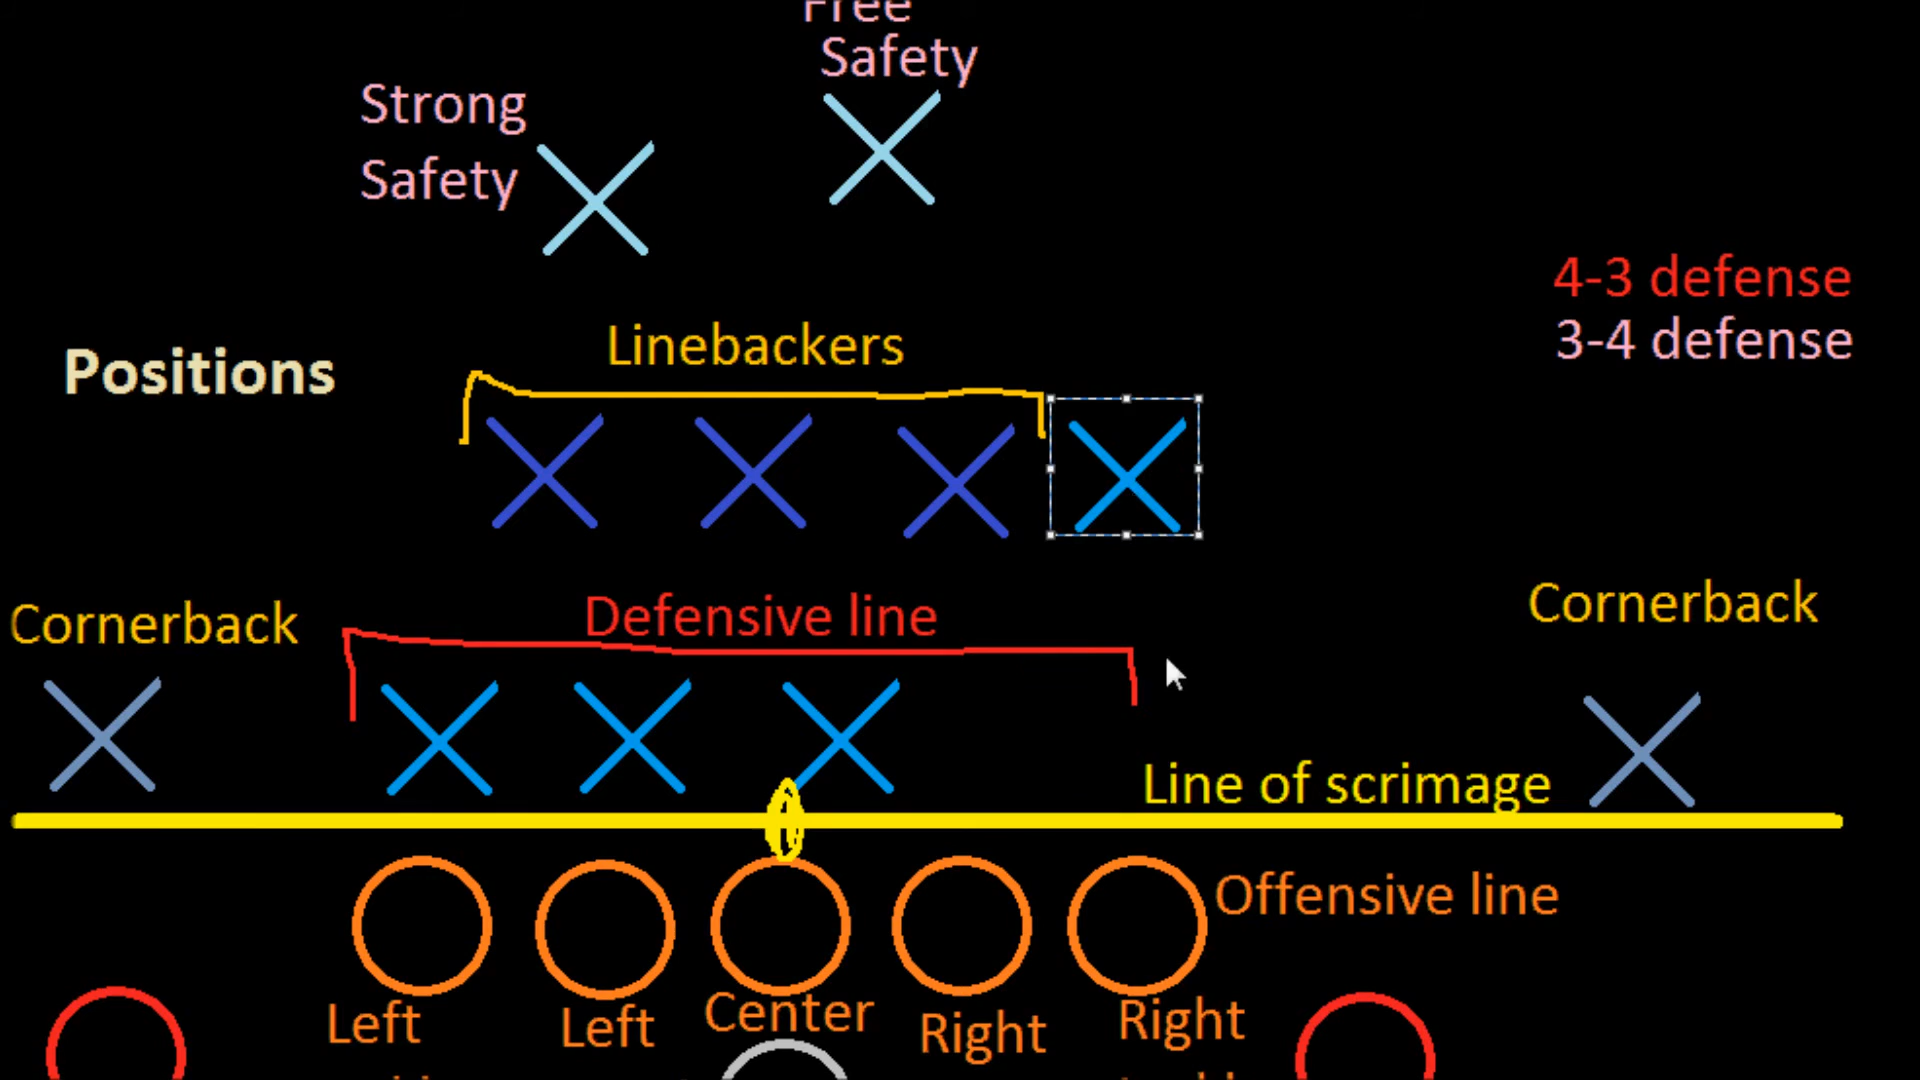 Free
Safety
Strong
Safety
4-3 defense
3-4 defense
Linebackers
Positions
Defensive line
Cornerback
Cornerback
Line of scrimage
Offensive line
Left
Left
Center
Right
Right